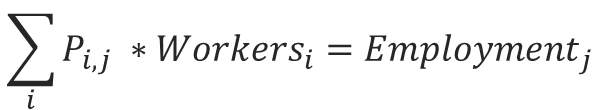 ∑_i P_{i,j} * Workers_i = Employment_j